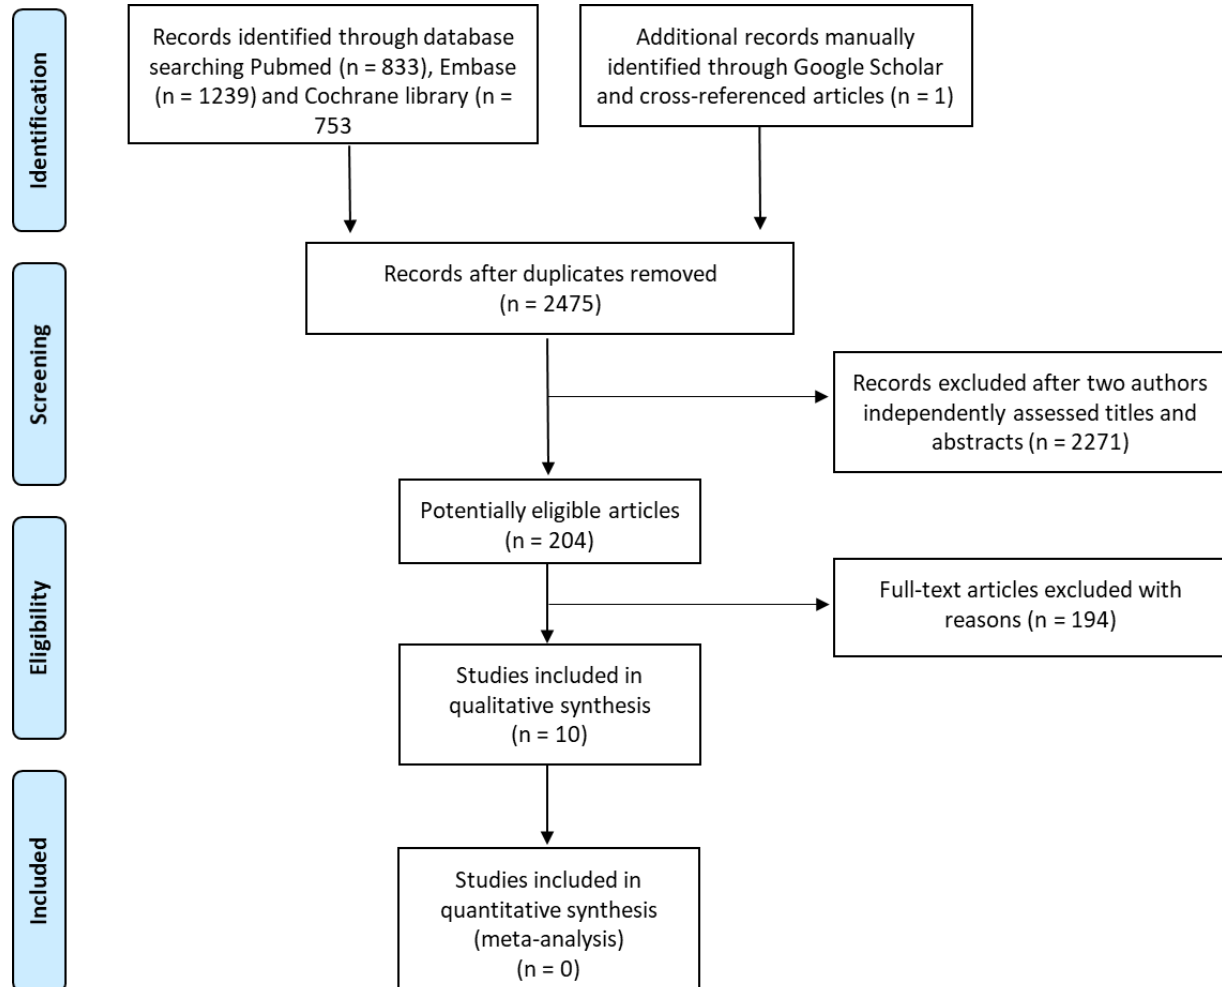 Identification
Records identified through database
searching Pubmed (n = 833), Embase
(n = 1239) and Cochrane library (n =
753
Additional records manually
identified through Google Scholar
and cross-referenced articles (n = 1)
Records after duplicates removed
(n = 2475)
Screening
Records excluded after two authors
independently assessed titles and
abstracts (n = 2271)
Potentially eligible articles
(n = 204)
Eligibility
Full-text articles excluded with
reasons (n = 194)
Studies included in
qualitative synthesis
(n = 10)
Included
Studies included in
quantitative synthesis
(meta-analysis)
(n = 0)